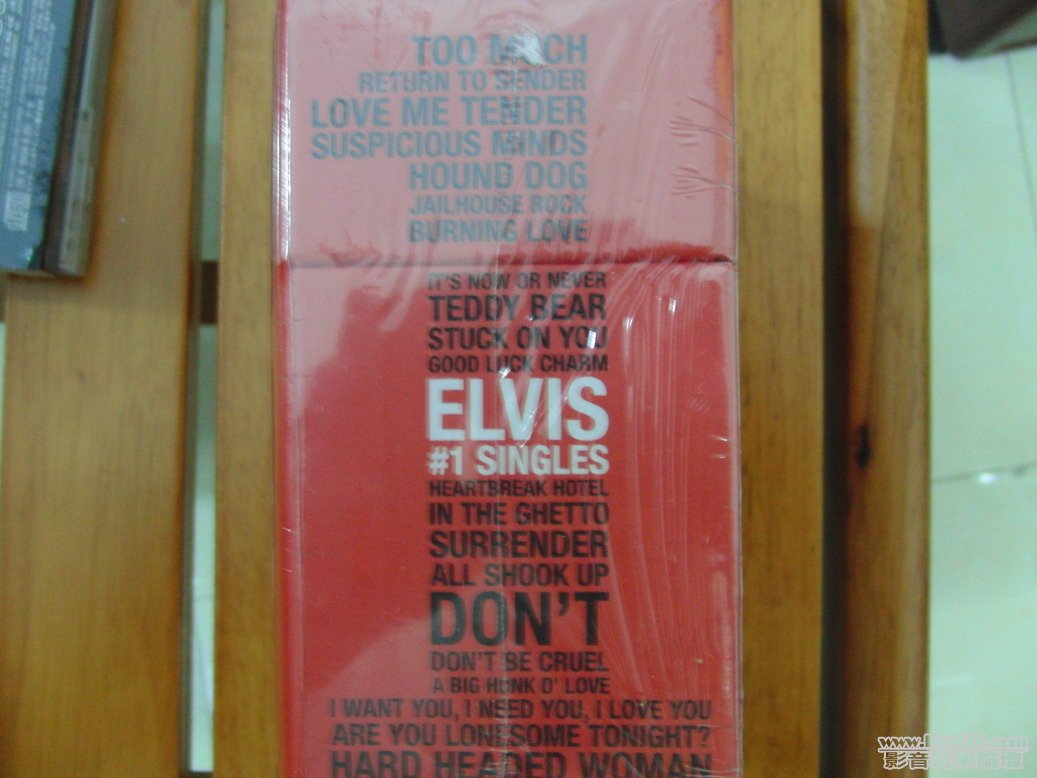 TOO MUCH
RETURN TO SENDER
LOVE ME TENDER
SUSPICIOUS MINDS
HOUND DOG
JAILHOUSE ROCK
BURNING LOVE
IT'S NOW OR NEVER
TEDDY BEAR
STUCK ON YOU
GOOD LUCK CHARM
ELVIS
#1 SINGLES
HEARTBREAK HOTEL
IN THE GHETTO
SURRENDER
ALL SHOOK UP
DON'T
DON'T BE CRUEL
A BIG HUNK O' LOVE
I WANT YOU, I NEED YOU, I LOVE YOU
ARE YOU LONESOME TONIGHT?
HARD HEADED WOMAN
影音